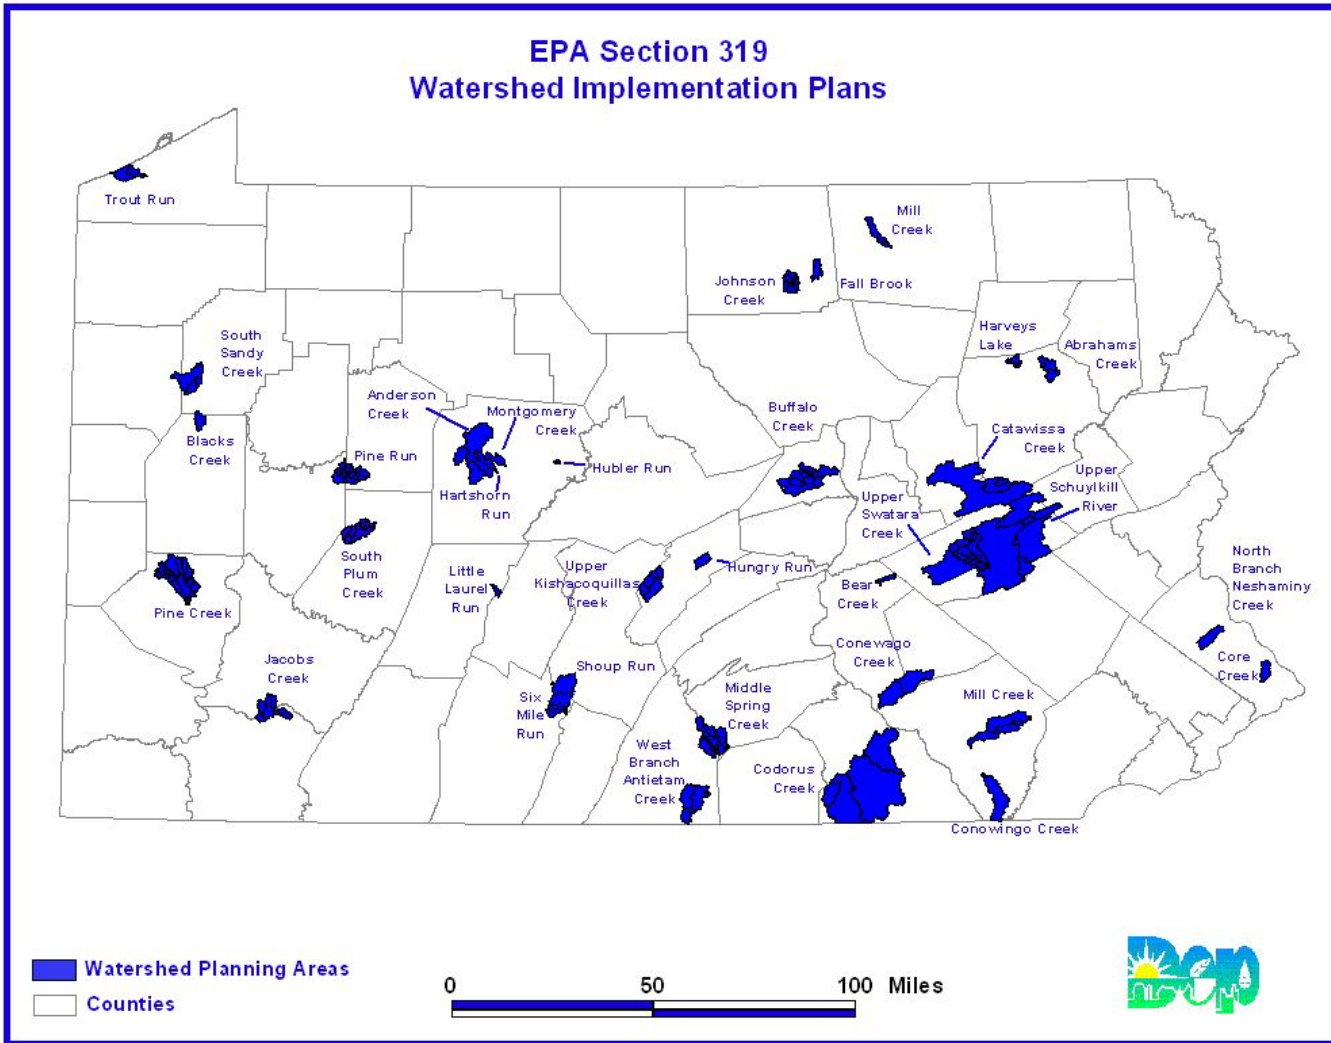 EPA Section 319
Watershed Implementation Plans
Trout Run
Mill
Creek
Johnson
Creek
Fall Brook
South
Sandy
Creek
Harveys
Lake
Abrahams
Creek
Anderson
Creek
Montgomery
Creek
Buffalo
Creek
Blacks
Creek
Pine Run
Hubler Run
Catawissa
Creek
Upper
Schuylkill
River
Hartshorn
Run
Upper
Swatara
Creek
South
Plum
Creek
Little
Laurel
Run
Upper
Kishacoquillas
Creek
Hungry Run
Bear
Creek
North
Branch
Neshaminy
Creek
Pine Creek
Conewago
Creek
Core
Creek
Jacobs
Creek
Shoup Run
Six
Mile
Run
Middle
Spring
Creek
Mill Creek
West
Branch
Antietam
Creek
Codorus
Creek
Conowingo Creek
Watershed Planning Areas
Counties
0 50 100 Miles
Dep